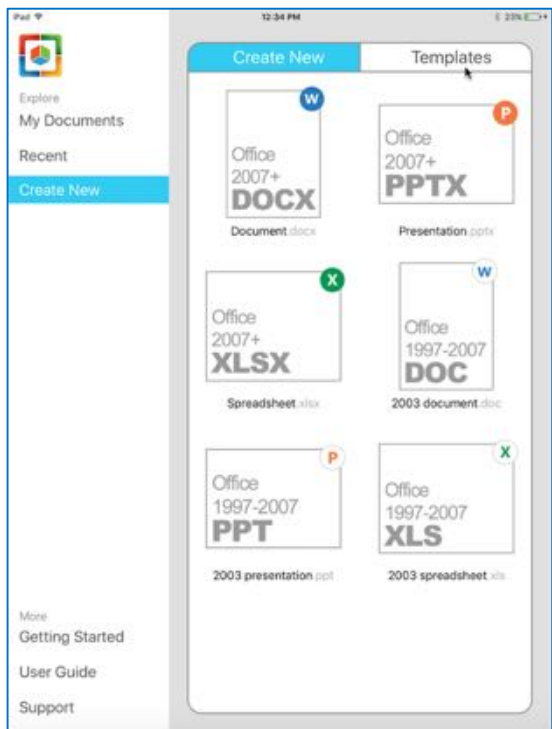 iPad 12:34 PM 23%
Explore
My Documents
Recent
Create New
More
Getting Started
User Guide
Support
Create New Templates
W
Office
2007+
DOCX
Document.docx
P
Office
2007+
PPTX
Presentation.pptx
X
Office
2007+
XLSX
Spreadsheet.xlsx
W
Office
1997-2007
DOC
2003 document.doc
P
Office
1997-2007
PPT
2003 presentation.ppt
X
Office
1997-2007
XLS
2003 spreadsheet.xls